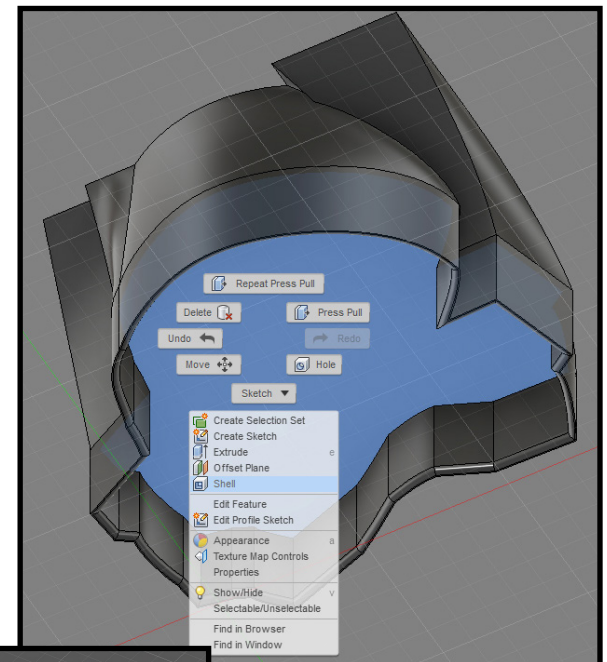 Repeat Press Pull
Delete Press Pull
Undo Redo
Move Hole
Sketch
Create Selection Set
Create Sketch
Extrude e
Offset Plane
Shell
Edit Feature
Edit Profile Sketch
Appearance a
Texture Map Controls
Properties
Show/Hide v
Selectable/Unselectable
Find in Browser
Find in Window